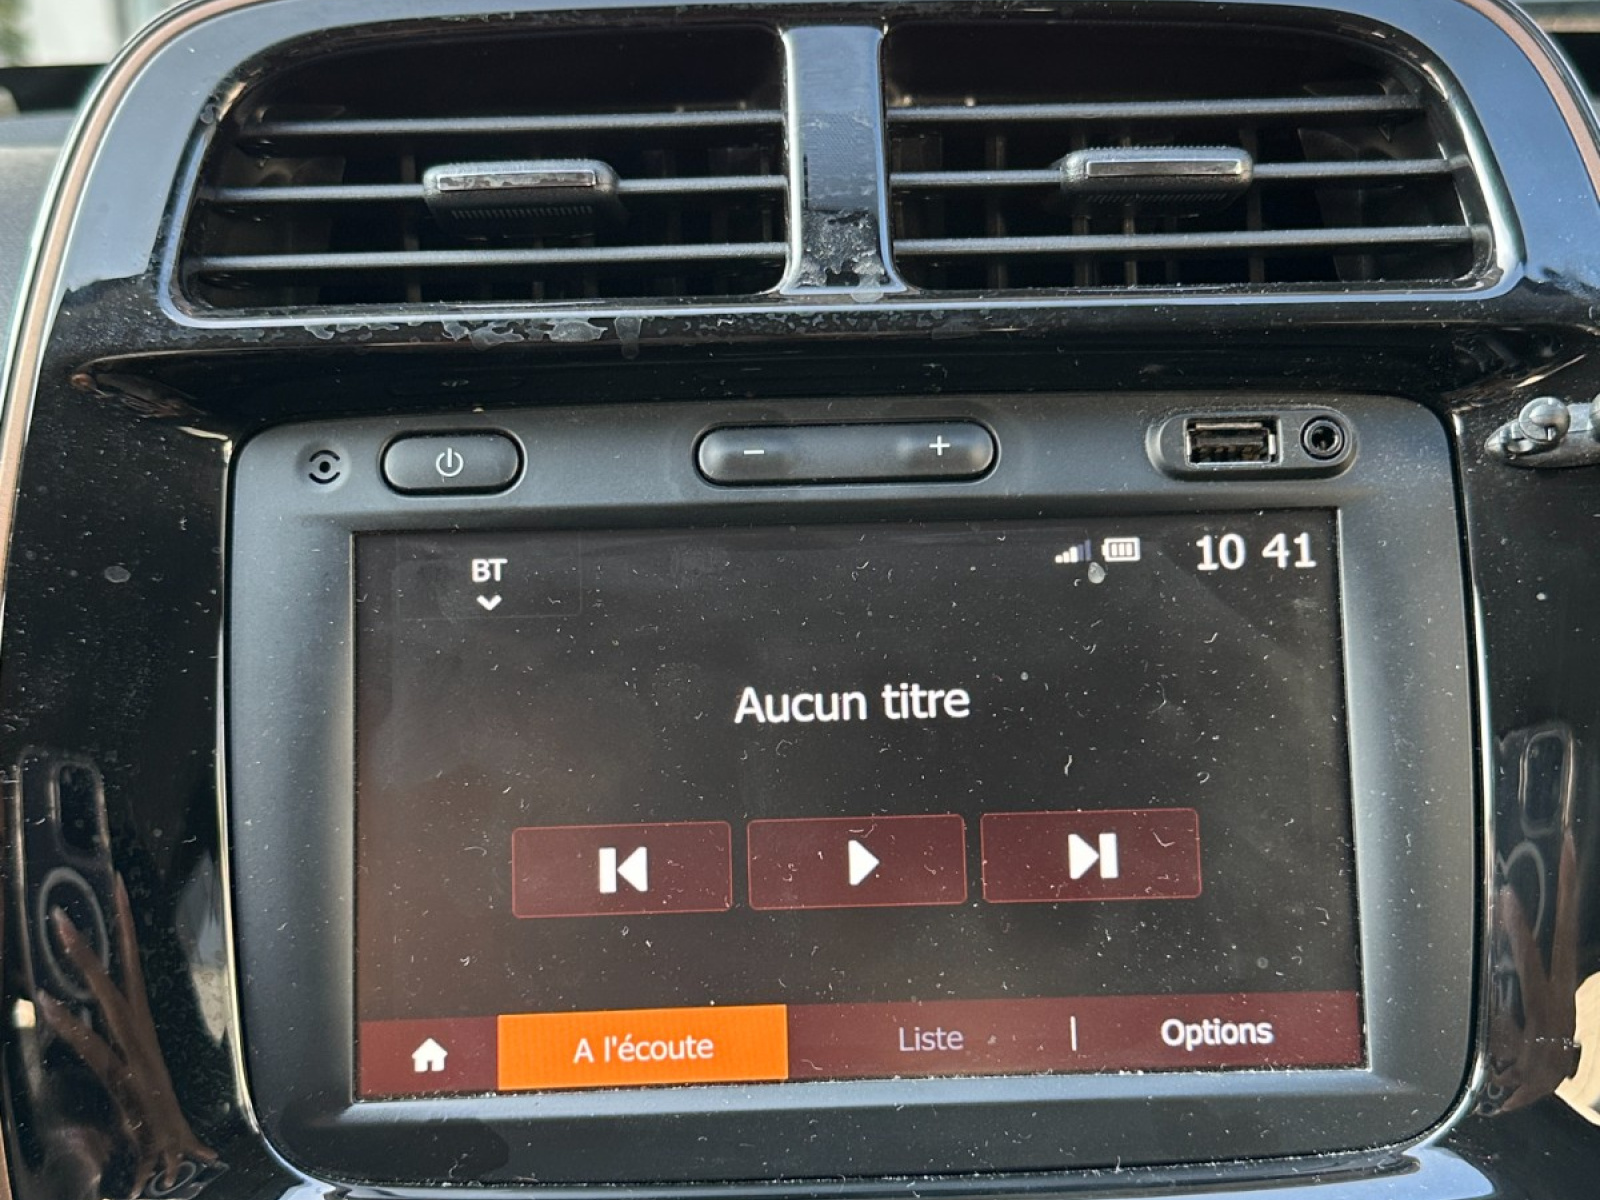 − +
BT
10 41
Aucun titre
A l'écoute Liste | Options